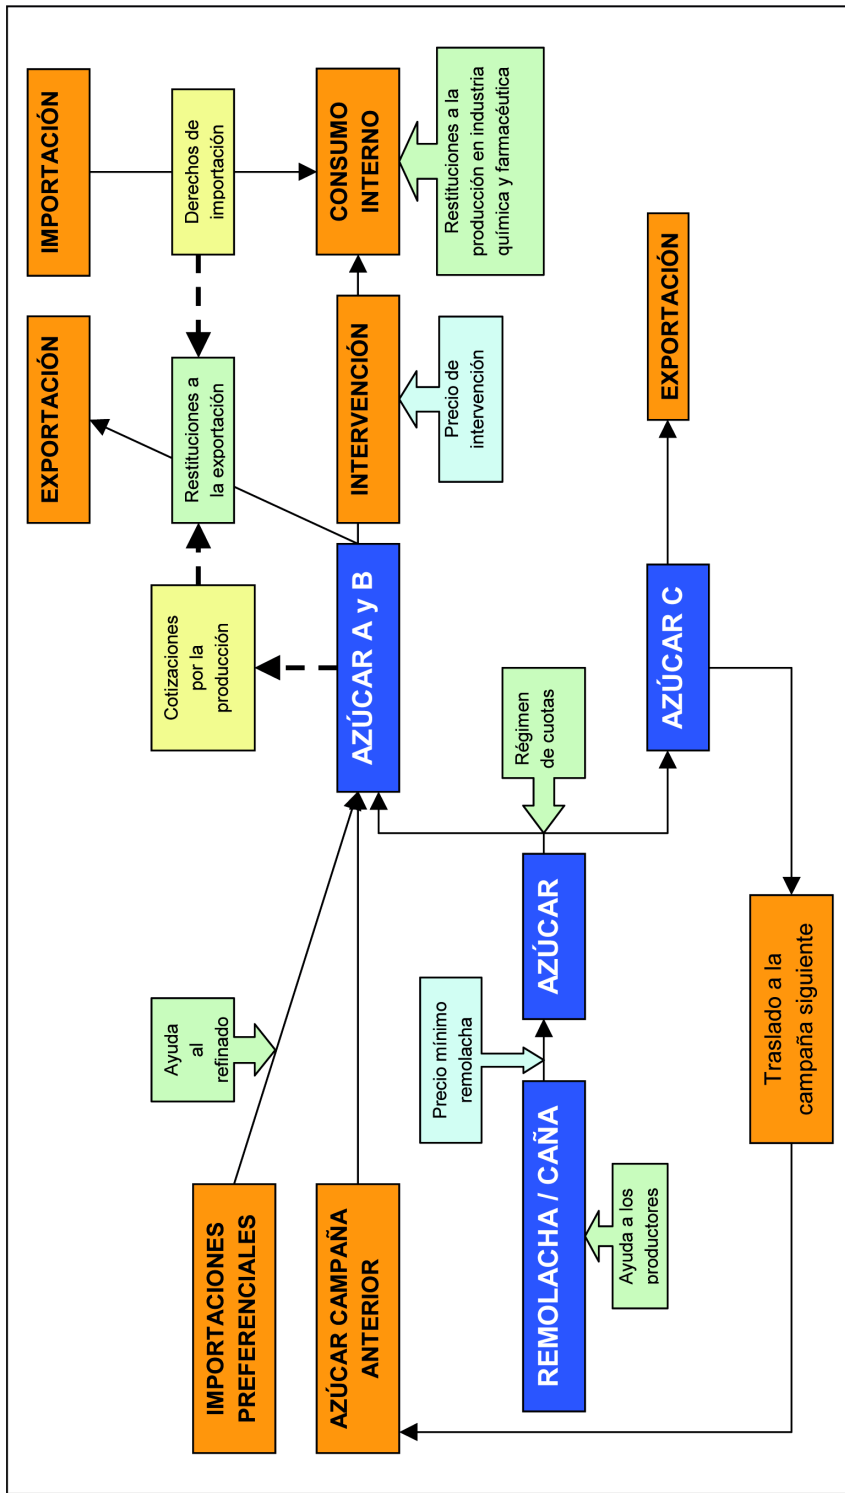 IMPORTACIONES
PREFERENCIALES
Ayuda
al
refinado
Cotizaciones
por la
producción
EXPORTACIÓN
Restituciones a
la exportación
IMPORTACIÓN
Derechos de
importación
AZÚCAR CAMPAÑA
ANTERIOR
AZÚCAR A y B
INTERVENCIÓN
CONSUMO
INTERNO
Precio de
intervención
Restituciones a la
producción en industria
química y farmacéutica
Precio mínimo
remolacha
REMOLACHA / CAÑA
AZÚCAR
Régimen
de cuotas
Ayuda a los
productores
AZÚCAR C
EXPORTACIÓN
Traslado a la
campaña siguiente